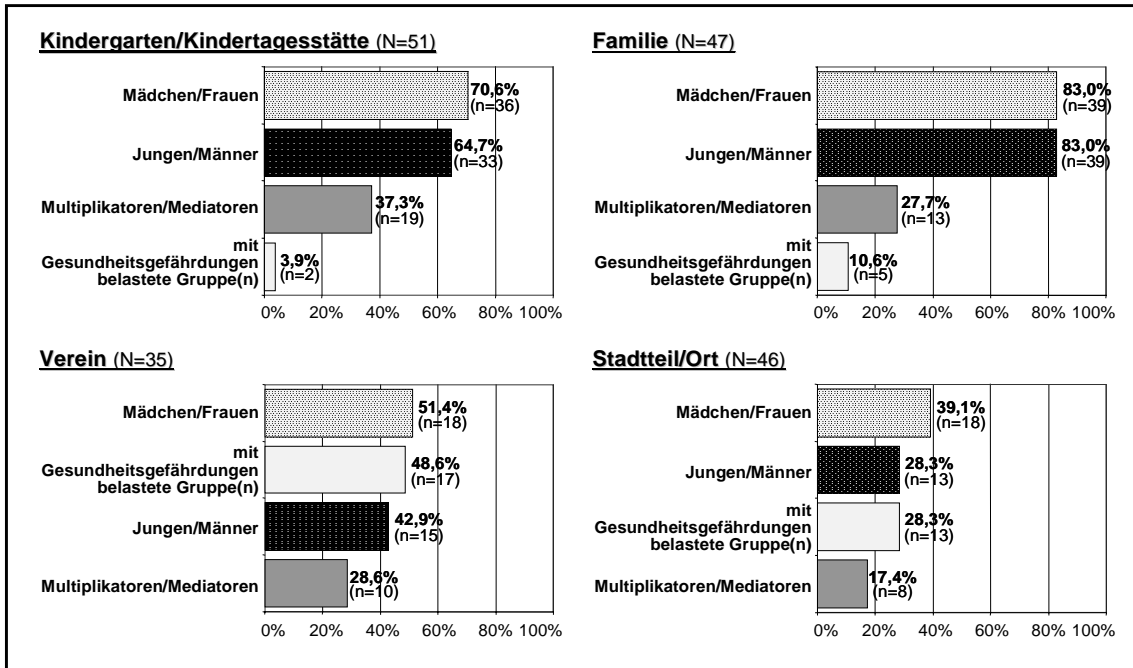 Kindergarten/Kindertagesstätte (N=51)
Mädchen/Frauen
70,6%
(n=36)
Jungen/Männer
64,7%
(n=33)
Multiplikatoren/Mediatoren
37,3%
(n=19)
mit
Gesundheitsgefährdungen
belastete Gruppe(n)
3,9%
(n=2)
0% 20% 40% 60% 80% 100%
Familie (N=47)
Mädchen/Frauen
83,0%
(n=39)
Jungen/Männer
83,0%
(n=39)
Multiplikatoren/Mediatoren
27,7%
(n=13)
mit
Gesundheitsgefährdungen
belastete Gruppe(n)
10,6%
(n=5)
0% 20% 40% 60% 80% 100%
Verein (N=35)
Mädchen/Frauen
51,4%
(n=18)
mit
Gesundheitsgefährdungen
belastete Gruppe(n)
48,6%
(n=17)
Jungen/Männer
42,9%
(n=15)
Multiplikatoren/Mediatoren
28,6%
(n=10)
0% 20% 40% 60% 80% 100%
Stadtteil/Ort (N=46)
Mädchen/Frauen
39,1%
(n=18)
Jungen/Männer
28,3%
(n=13)
mit
Gesundheitsgefährdungen
belastete Gruppe(n)
28,3%
(n=13)
Multiplikatoren/Mediatoren
17,4%
(n=8)
0% 20% 40% 60% 80% 100%